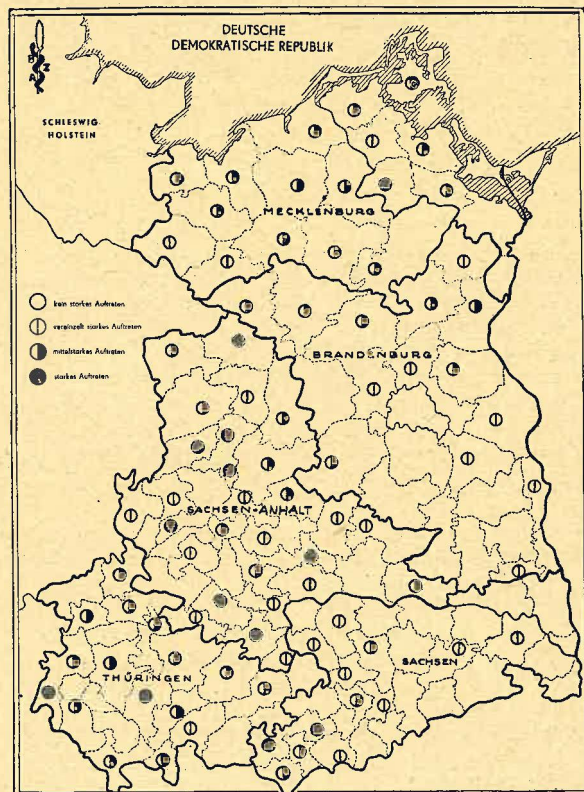 DEUTSCHE
DEMOKRATISCHE REPUBLIK
SCHLESWIG-
HOLSTEIN
MECKLENBURG
kein starkes Auftreten
vereinzelt starkes Auftreten
mittelstarkes Auftreten
starkes Auftreten
BRANDENBURG
SACHSEN-ANHALT
SACHSEN
THÜRINGEN